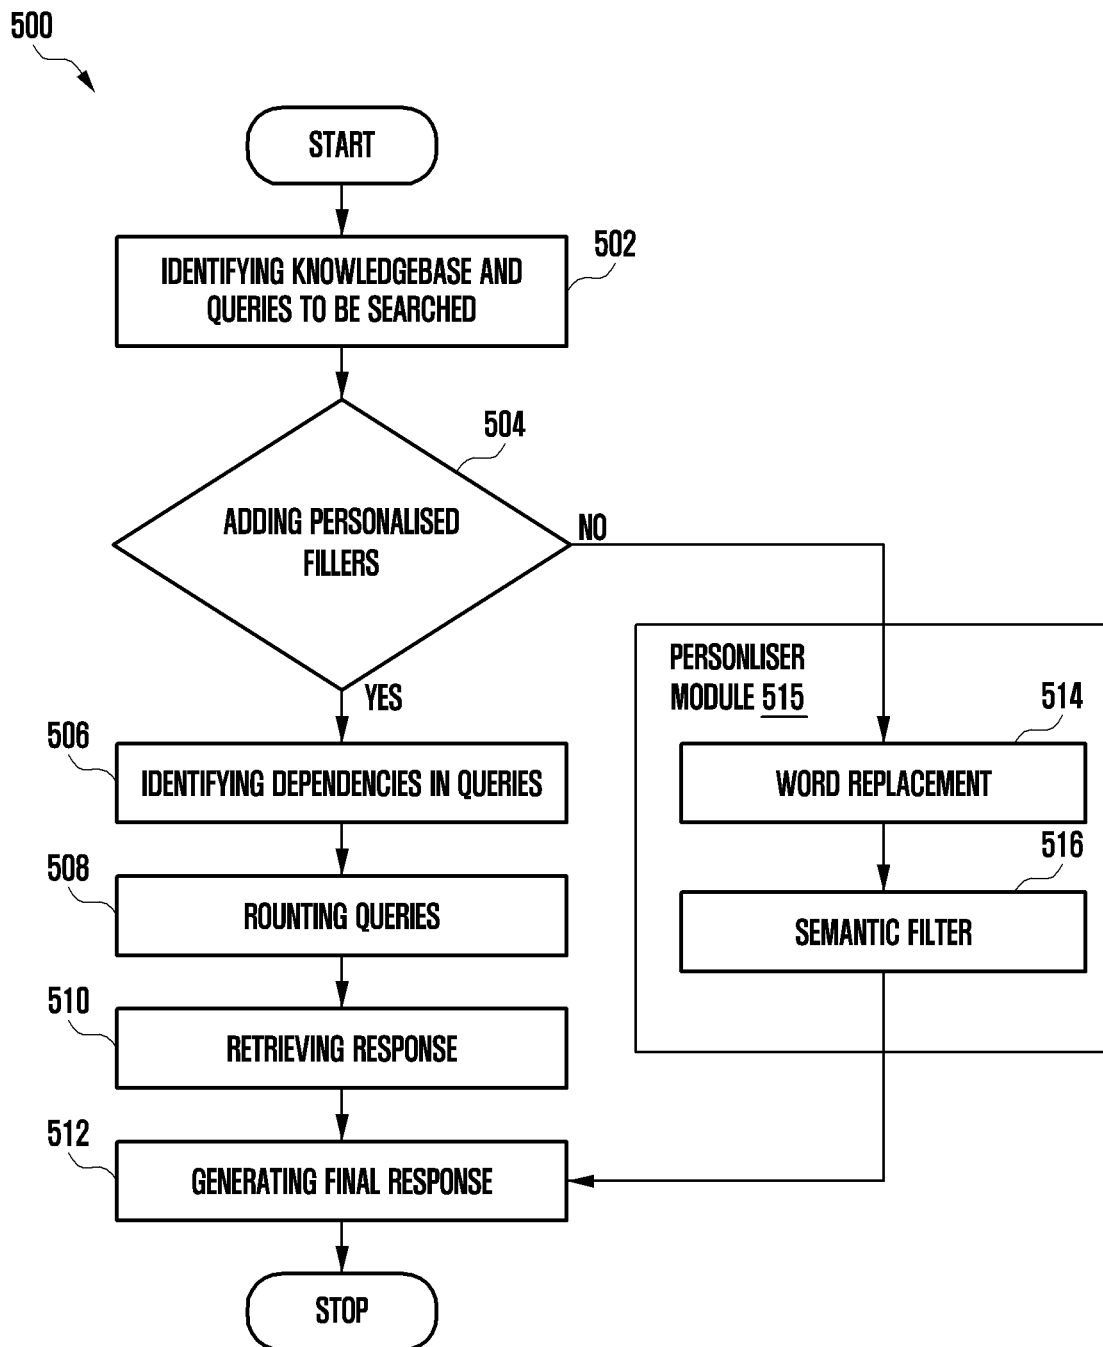 500
START
502
IDENTIFYING KNOWLEDGEBASE AND
QUERIES TO BE SEARCHED
504
ADDING PERSONALISED
FILLERS
NO
YES
PERSONLISER
MODULE 515
514
WORD REPLACEMENT
516
SEMANTIC FILTER
506
IDENTIFYING DEPENDENCIES IN QUERIES
508
ROUNTING QUERIES
510
RETRIEVING RESPONSE
512
GENERATING FINAL RESPONSE
STOP